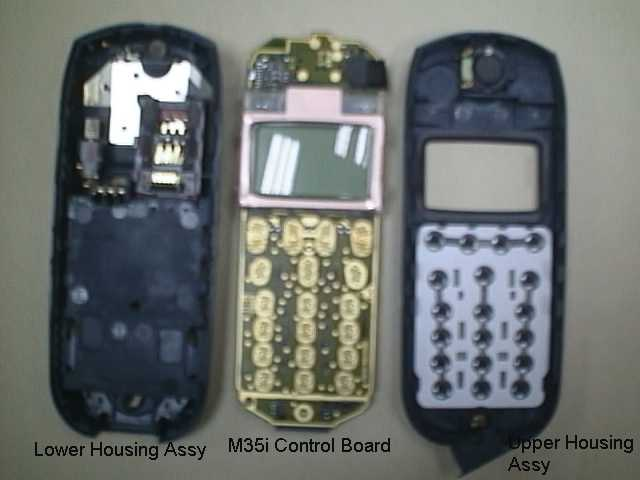 Lower Housing Assy
M35i Control Board
Upper Housing
Assy